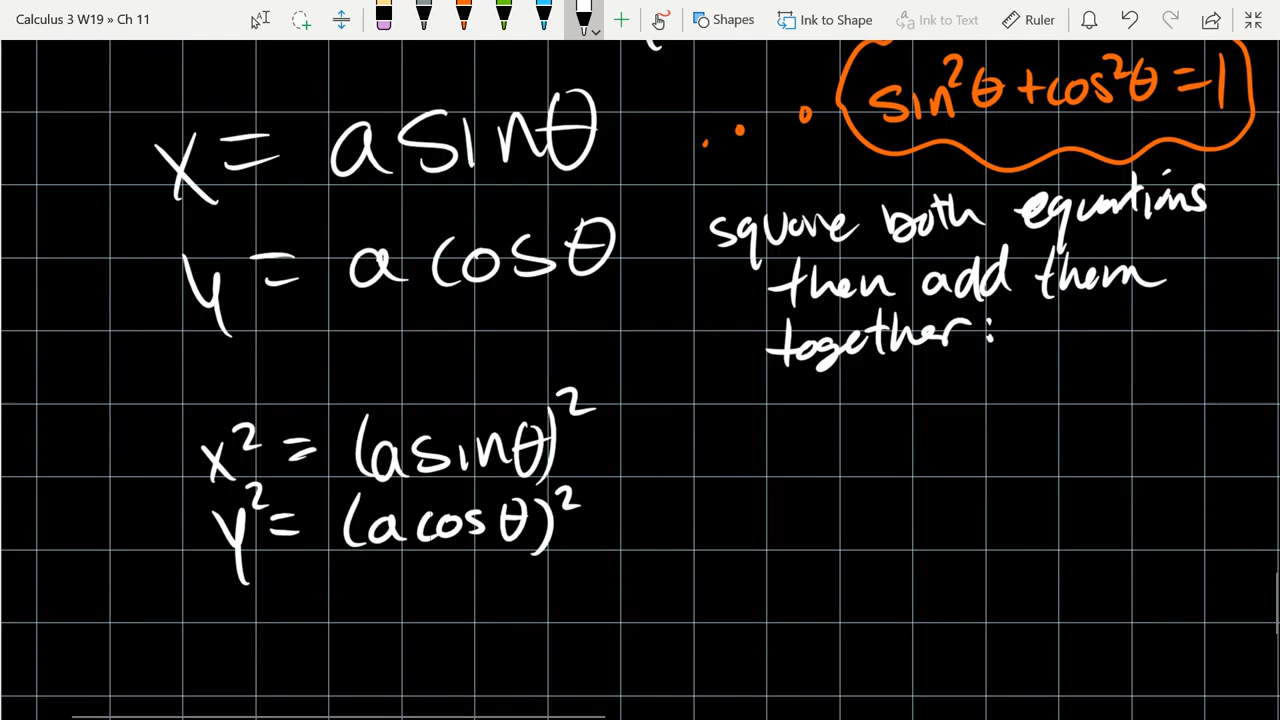 Calculus 3 W19 » Ch 11
Shapes
Ink to Shape
Ink to Text
Ruler
sin²θ + cos²θ = 1
x = a sinθ
y = a cosθ
square both equations
then add them
together:
x² = (a sinθ)²
y² = (a cosθ)²